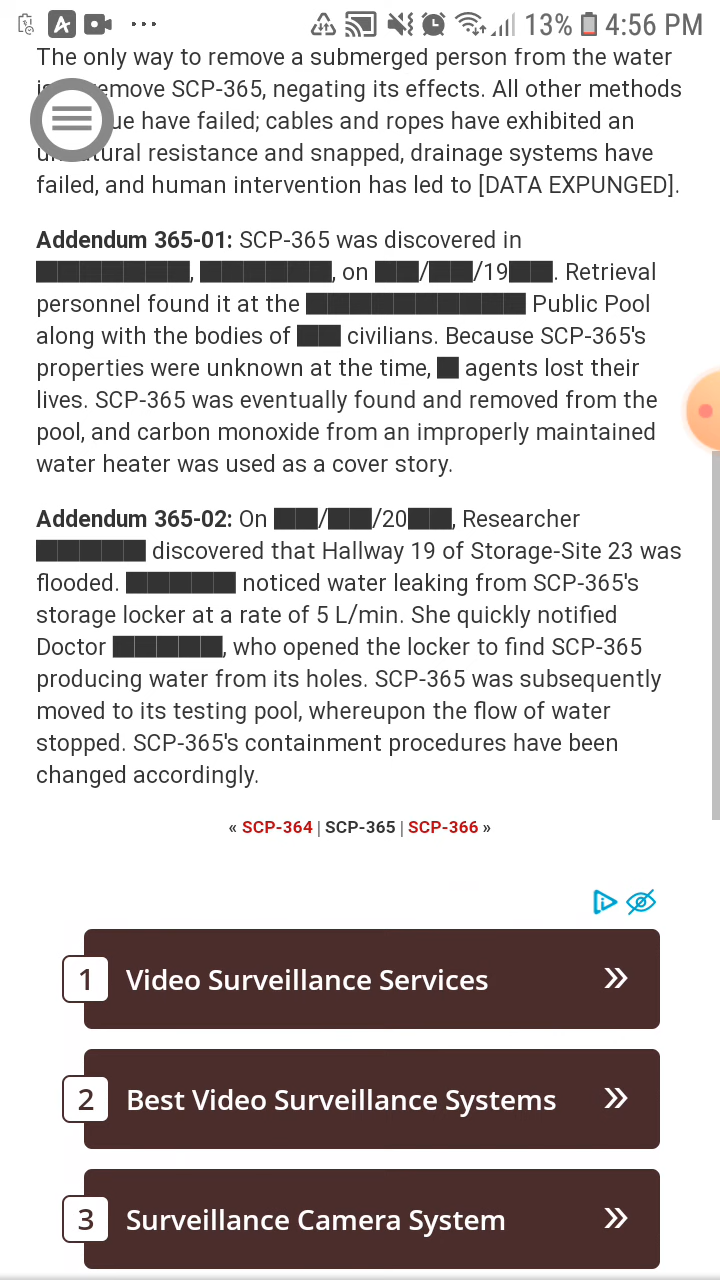 13% 4:56 PM
The only way to remove a submerged person from the water
remove SCP-365, negating its effects. All other methods
have failed; cables and ropes have exhibited an
resistance and snapped, drainage systems have
failed, and human intervention has led to [DATA EXPUNGED].
Addendum 365-01: SCP-365 was discovered in
██████, █████, on ██/██/19██. Retrieval
personnel found it at the ██████████ Public Pool
along with the bodies of ██ civilians. Because SCP-365's
properties were unknown at the time, █ agents lost their
lives. SCP-365 was eventually found and removed from the
pool, and carbon monoxide from an improperly maintained
water heater was used as a cover story.
Addendum 365-02: On ██/██/20██, Researcher
█████ discovered that Hallway 19 of Storage-Site 23 was
flooded. █████ noticed water leaking from SCP-365's
storage locker at a rate of 5 L/min. She quickly notified
Doctor █████, who opened the locker to find SCP-365
producing water from its holes. SCP-365 was subsequently
moved to its testing pool, whereupon the flow of water
stopped. SCP-365's containment procedures have been
changed accordingly.
« SCP-364 | SCP-365 | SCP-366 »
1 Video Surveillance Services »
2 Best Video Surveillance Systems »
3 Surveillance Camera System »